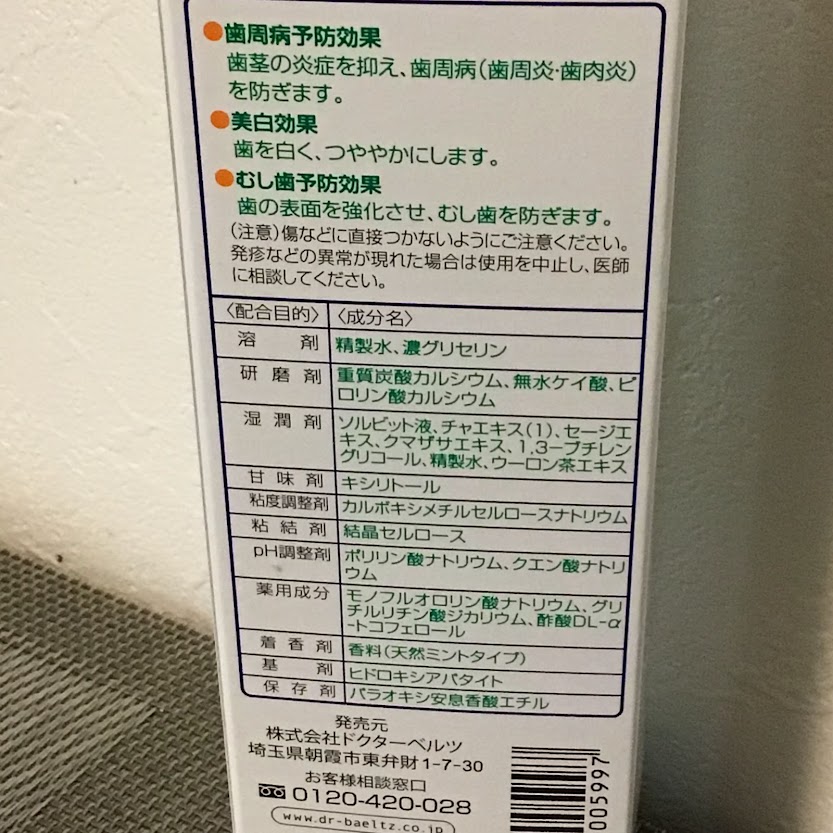 ●歯周病予防効果
歯茎の炎症を抑え、歯周病(歯周炎・歯肉炎)
を防ぎます。
●美白効果
歯を白く、つややかにします。
●むし歯予防効果
歯の表面を強化させ、むし歯を防ぎます。
(注意)傷などに直接つかないようにご注意ください。
発疹などの異常が現れた場合は使用を中止し、医師
に相談してください。
〈配合目的〉 〈成分名〉
溶剤 精製水、濃グリセリン
研磨剤 重質炭酸カルシウム、無水ケイ酸、ピ
ロリン酸カルシウム
湿潤剤 ソルビット液、チャエキス(1)、セージエ
キス、クマザサエキス、1,3-ブチレン
グリコール、精製水、ウーロン茶エキス
甘味剤 キシリトール
粘度調整剤 カルボキシメチルセルロースナトリウム
粘結剤 結晶セルロース
pH調整剤 ポリリン酸ナトリウム、クエン酸ナトリ
ウム
薬用成分 モノフルオロリン酸ナトリウム、グリ
チルリチン酸ジカリウム、酢酸DL-α
-トコフェロール
着香剤 香料(天然ミントタイプ)
基剤 ヒドロキシアパタイト
保存剤 パラオキシ安息香酸エチル
発売元
株式会社ドクターベルツ
埼玉県朝霞市東弁財1-7-30
お客様相談窓口
0120-420-028
www.dr-baeltz.co.jp
005997